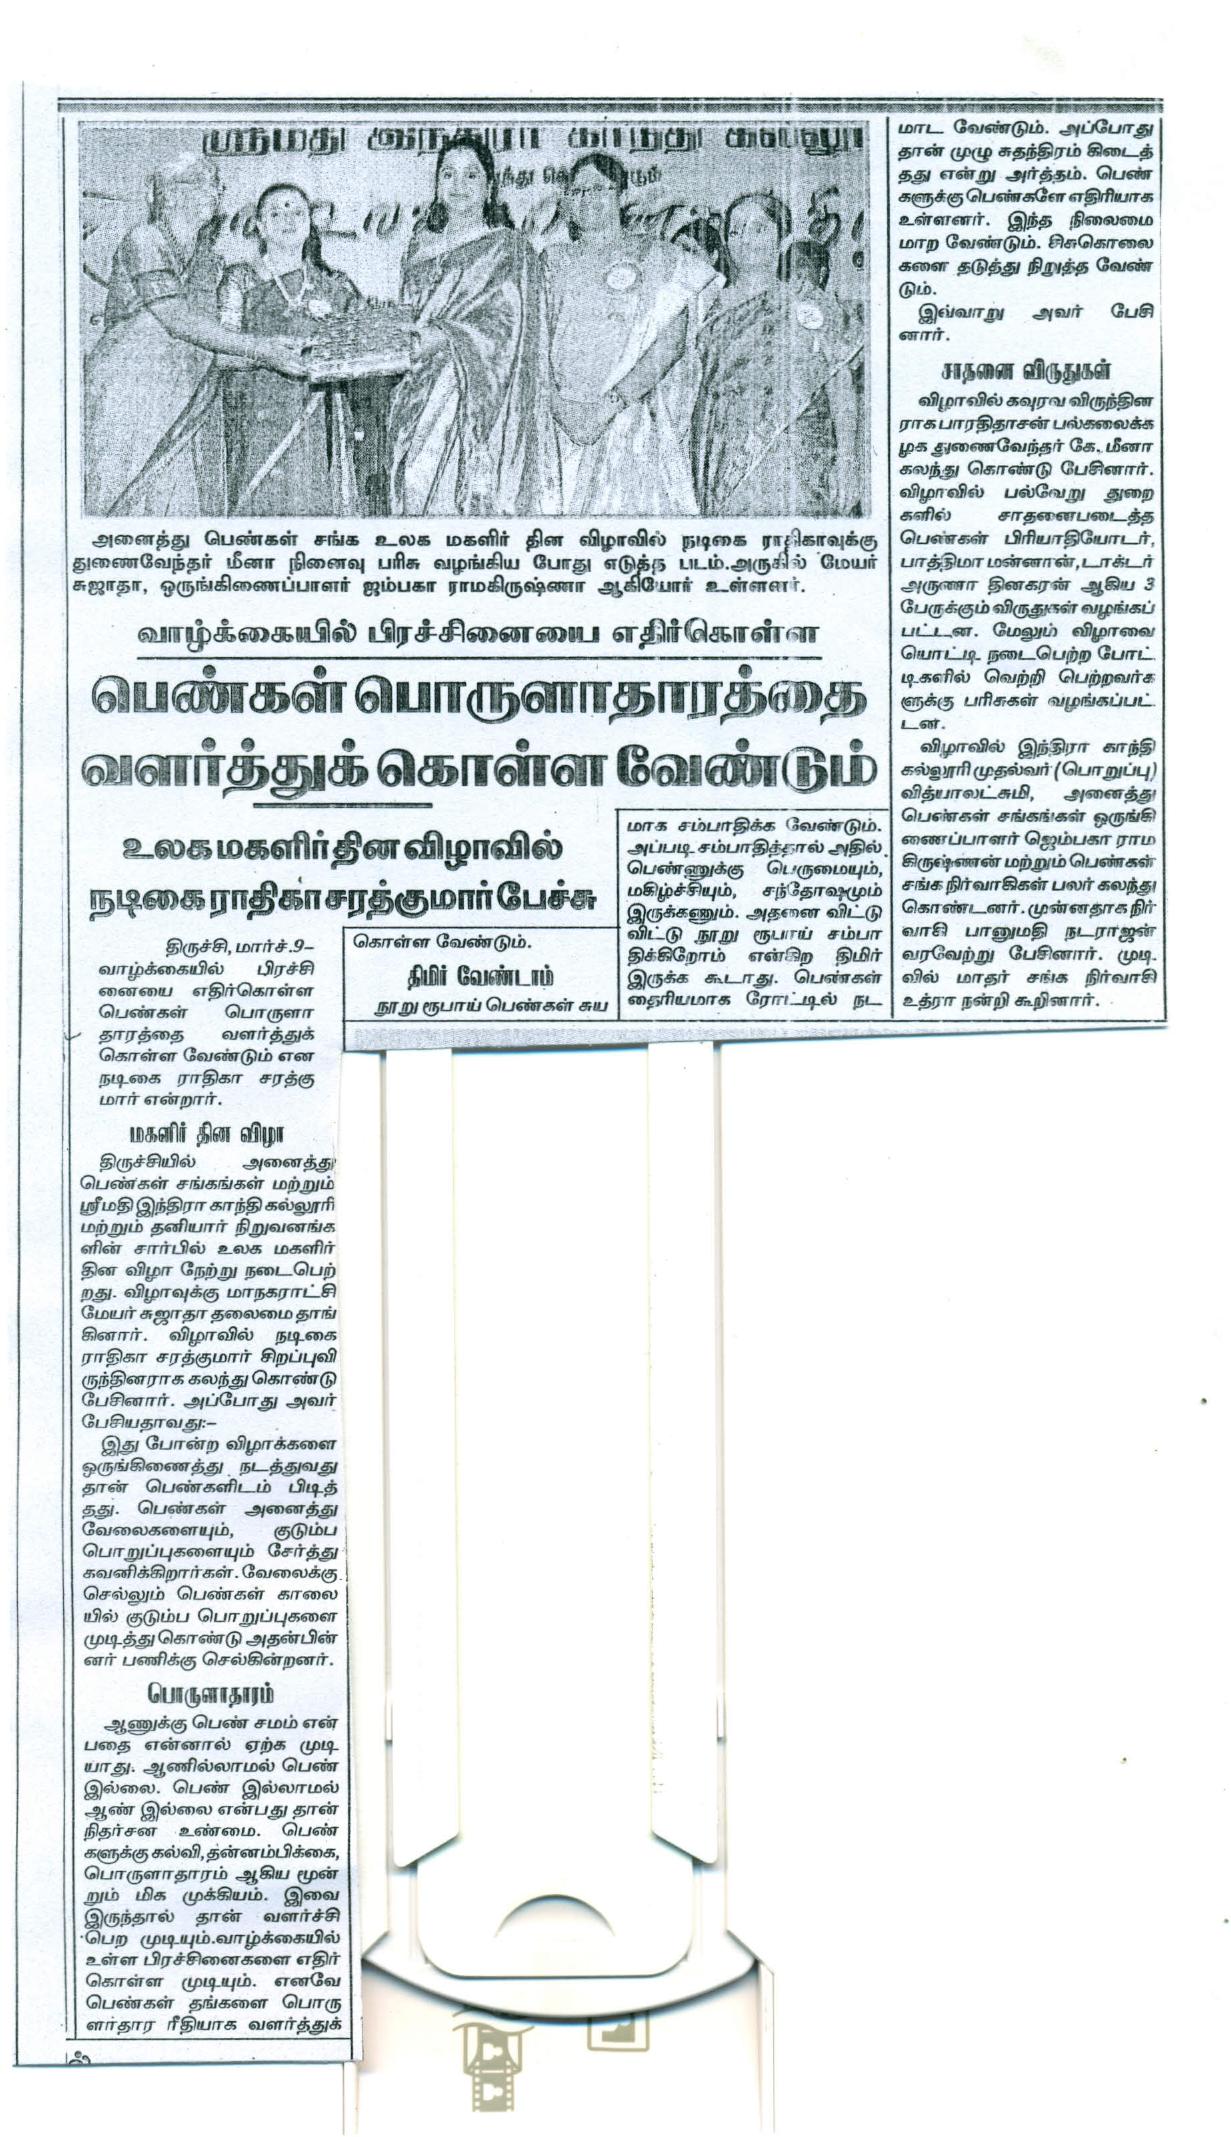 ஸ்ரீமதி இந்திரா காந்தி கல்லூ
அனைத்து பெண்கள் சங்க உலக மகளிர் தின விழாவில் நடிகை ராதிகாவுக்கு
துணைவேந்தர் மீனா நினைவு பரிசு வழங்கிய போது எடுத்த படம்.அருகில் மேயர்
சுஜாதா, ஒருங்கிணைப்பாளர் ஜம்பகா ராமகிருஷ்ணா ஆகியோர் உள்ளனர்.
வாழ்க்கையில் பிரச்சினையை எதிர்கொள்ள
பெண்கள் பொருளாதாரத்தை
வளர்த்துக் கொள்ள வேண்டும்
உலக மகளிர் தின விழாவில்
நடிகை ராதிகா சரத்குமார் பேச்சு
திருச்சி, மார்ச்.9–
வாழ்க்கையில் பிரச்சி
னையை எதிர்கொள்ள
பெண்கள் பொருளா
தாரத்தை வளர்த்துக்
கொள்ள வேண்டும் என
நடிகை ராதிகா சரத்கு
மார் என்றார்.
மகளிர் தின விழா
திருச்சியில் அனைத்து
பெண்கள் சங்கங்கள் மற்றும்
ஸ்ரீமதி இந்திரா காந்தி கல்லூரி
மற்றும் தனியார் நிறுவனங்க
ளின் சார்பில் உலக மகளிர்
தின விழா நேற்று நடைபெற்
றது. விழாவுக்கு மாநகராட்சி
மேயர் சுஜாதா தலைமை தாங்
கினார். விழாவில் நடிகை
ராதிகா சரத்குமார் சிறப்புவி
ருந்தினராக கலந்து கொண்டு
பேசினார். அப்போது அவர்
பேசியதாவது:–
இது போன்ற விழாக்களை
ஒருங்கிணைத்து நடத்துவது
தான் பெண்களிடம் பிடித்
தது. பெண்கள் அனைத்து
வேலைகளையும், குடும்ப
பொறுப்புகளையும் சேர்த்து
கவனிக்கிறார்கள். வேலைக்கு
செல்லும் பெண்கள் காலை
யில் குடும்ப பொறுப்புகளை
முடித்து கொண்டு அதன்பின்
னர் பணிக்கு செல்கின்றனர்.
பொருளாதாரம்
ஆணுக்கு பெண் சமம் என்
பதை என்னால் ஏற்க முடி
யாது. ஆணில்லாமல் பெண்
இல்லை. பெண் இல்லாமல்
ஆண் இல்லை என்பது தான்
நிதர்சன உண்மை. பெண்
களுக்கு கல்வி, தன்னம்பிக்கை,
பொருளாதாரம் ஆகிய மூன்
றும் மிக முக்கியம். இவை
இருந்தால் தான் வளர்ச்சி
பெற முடியும்.வாழ்க்கையில்
உள்ள பிரச்சினைகளை எதிர்
கொள்ள முடியும். எனவே
பெண்கள் தங்களை பொரு
ளர்தார ரீதியாக வளர்த்துக்
கொள்ள வேண்டும்.
திமிர் வேண்டாம்
நூறு ரூபாய் பெண்கள் சுய
மாக சம்பாதிக்க வேண்டும்.
அப்படி சம்பாதித்தால் அதில்
பெண்ணுக்கு பெருமையும்,
மகிழ்ச்சியும், சந்தோஷமும்
இருக்கணும். அதனை விட்டு
விட்டு நூறு ரூபாய் சம்பா
திக்கிறோம் என்கிற திமிர்
இருக்க கூடாது. பெண்கள்
தைரியமாக ரோட்டில் நட
மாட வேண்டும். அப்போது
தான் முழு சுதந்திரம் கிடைத்
தது என்று அர்த்தம். பெண்
களுக்கு பெண்களே எதிரியாக
உள்ளனர். இந்த நிலைமை
மாற வேண்டும். சிசுகொலை
களை தடுத்து நிறுத்த வேண்
டும்.
இவ்வாறு அவர் பேசி
னார்.
சாதனை விருதுகள்
விழாவில் கவுரவ விருந்தின
ராக பாரதிதாசன் பல்கலைக்க
ழக துணைவேந்தர் கே. மீனா
கலந்து கொண்டு பேசினார்.
விழாவில் பல்வேறு துறை
களில் சாதனைபடைத்த
பெண்கள் பிரியாதியோடர்,
பாத்திமா மன்னான்,டாக்டர்
அருணா தினகரன் ஆகிய 3
பேருக்கும் விருதுகள் வழங்கப்
பட்டன. மேலும் விழாவை
யொட்டி நடைபெற்ற போட்
டிகளில் வெற்றி பெற்றவர்க
ளுக்கு பரிசுகள் வழங்கப்பட்
டன.
விழாவில் இந்திரா காந்தி
கல்லூரி முதல்வர் (பொறுப்பு)
வித்யாலட்சுமி, அனைத்து
பெண்கள் சங்கங்கள் ஒருங்கி
ணைப்பாளர் ஜெம்பகா ராம
கிருஷ்ணன் மற்றும் பெண்கள்
சங்க நிர்வாகிகள் பலர் கலந்து
கொண்டனர். முன்னதாக நிர்
வாசி பானுமதி நடராஜன்
வரவேற்று பேசினார். முடி
வில் மாதர் சங்க நிர்வாசி
உத்ரா நன்றி கூறினார்.